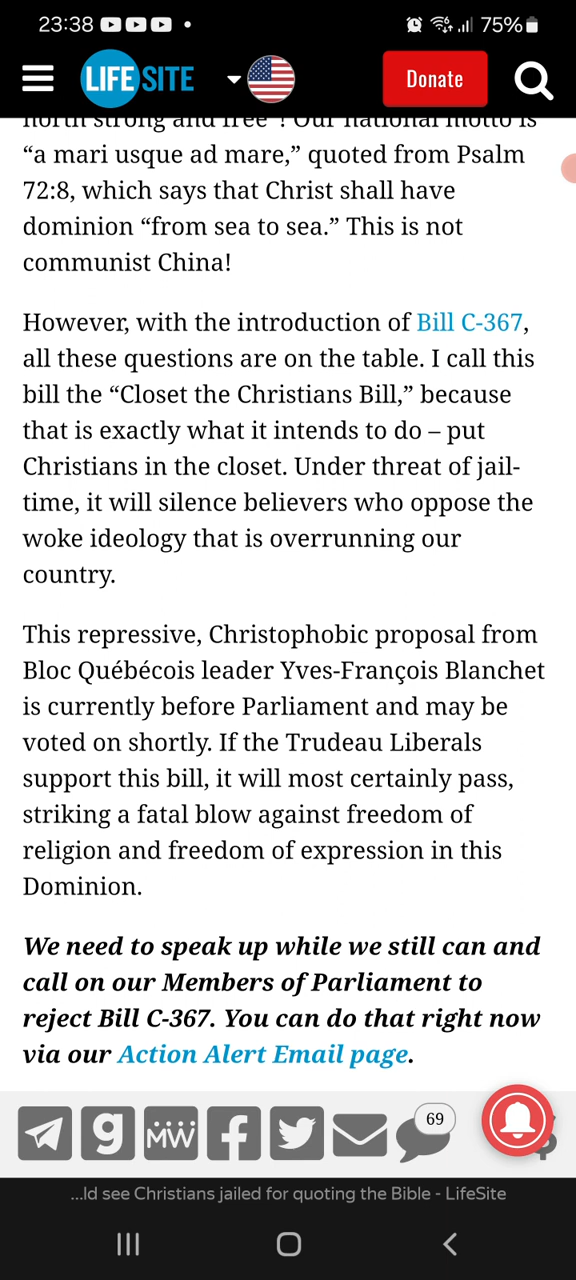 23:38
75%
LIFE SITE
Donate
north strong and free"! Our national motto is
“a mari usque ad mare,” quoted from Psalm
72:8, which says that Christ shall have
dominion “from sea to sea.” This is not
communist China!
However, with the introduction of Bill C-367,
all these questions are on the table. I call this
bill the “Closet the Christians Bill,” because
that is exactly what it intends to do – put
Christians in the closet. Under threat of jail-
time, it will silence believers who oppose the
woke ideology that is overrunning our
country.
This repressive, Christophobic proposal from
Bloc Québécois leader Yves-François Blanchet
is currently before Parliament and may be
voted on shortly. If the Trudeau Liberals
support this bill, it will most certainly pass,
striking a fatal blow against freedom of
religion and freedom of expression in this
Dominion.
We need to speak up while we still can and
call on our Members of Parliament to
reject Bill C-367. You can do that right now
via our Action Alert Email page.
g
MW
f
69
...ld see Christians jailed for quoting the Bible - LifeSite